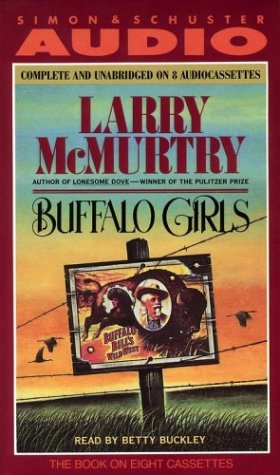 SIMON & SCHUSTER
AUDIO
COMPLETE AND UNABRIDGED ON 8 AUDIOCASSETTES
LARRY
McMURTRY
AUTHOR OF LONESOME DOVE—WINNER OF THE PULITZER PRIZE
BUFFALO GIRLS
BUFFALO BILL'S
WILD WEST
READ BY BETTY BUCKLEY
THE BOOK ON EIGHT CASSETTES